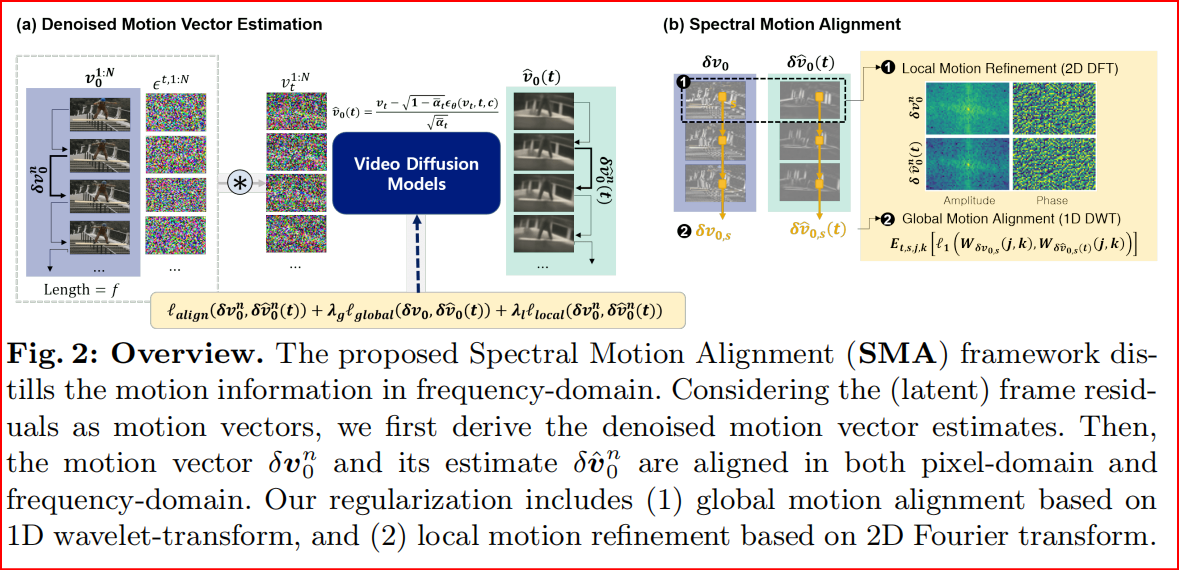 (a) Denoised Motion Vector Estimation
v_0^{1:N}
ϵ^{t,1:N}
v_t^{1:N}
v̂_0(t)
v̂_0(t) = (v_t − √(1 − ᾱ_t) ϵ_θ(v_t, t, c)) / √ᾱ_t
δv_0^n
Video Diffusion
Models
δv̂_0^n(t)
...
...
...
...
Length = f
ℓ_align(δv_0^n, δv̂_0^n(t)) + λ_g ℓ_global(δv_0, δv̂_0(t)) + λ_l ℓ_local(δv_0^n, δv̂_0^n(t))
(b) Spectral Motion Alignment
δv_0
δv̂_0(t)
1
2 δv_{0,s}
δv̂_{0,s}(t)
1 Local Motion Refinement (2D DFT)
δv_0^n
δv̂_0^n(t)
Amplitude
Phase
2 Global Motion Alignment (1D DWT)
E_{t,s,j,k}[ℓ_1(W_{δv_{0,s}}(j, k), W_{δv̂_{0,s}(t)}(j, k))]
Fig. 2: Overview. The proposed Spectral Motion Alignment (SMA) framework dis-
tills the motion information in frequency-domain. Considering the (latent) frame resid-
uals as motion vectors, we first derive the denoised motion vector estimates. Then,
the motion vector δv_0^n and its estimate δv̂_0^n are aligned in both pixel-domain and
frequency-domain. Our regularization includes (1) global motion alignment based on
1D wavelet-transform, and (2) local motion refinement based on 2D Fourier transform.